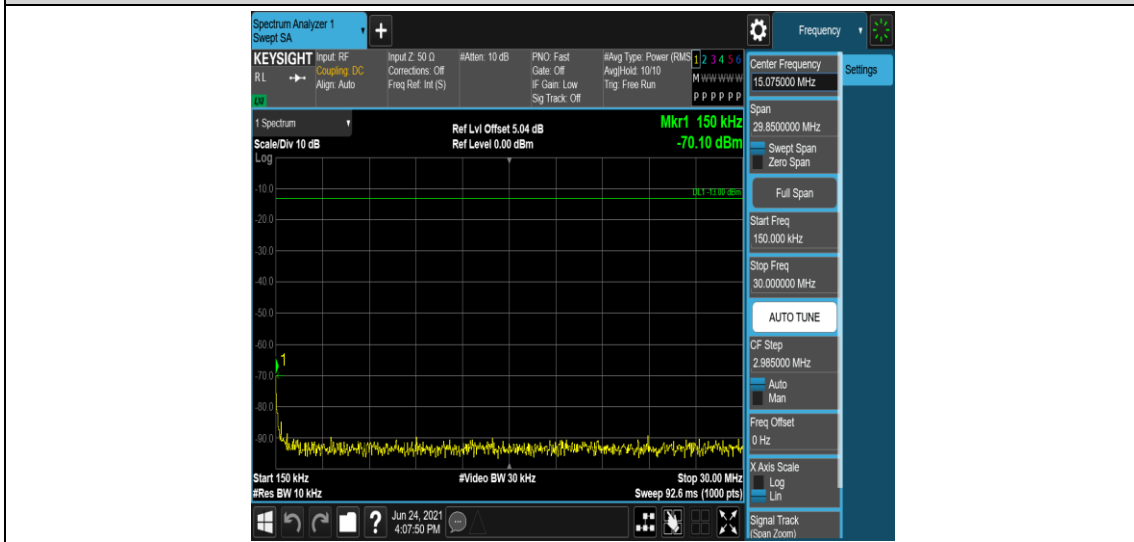 Spectrum Analyzer 1
Swept SA
+
Frequency
KEYSIGHT
RL
LXI
Input: RF
Coupling: DC
Align: Auto
Input Z: 50 Ω
Corrections: Off
Freq Ref: Int (S)
#Atten: 10 dB
PNO: Fast
Gate: Off
IF Gain: Low
Sig Track: Off
#Avg Type: Power (RMS
Avg|Hold: 10/10
Trig: Free Run
1 2 3 4 5 6
M W W W W W
P P P P P P
Center Frequency
15.075000 MHz
Settings
1 Spectrum
Scale/Div 10 dB
Log
Ref Lvl Offset 5.04 dB
Ref Level 0.00 dBm
Mkr1 150 kHz
-70.10 dBm
Span
29.8500000 MHz
Swept Span
Zero Span
Full Span
-10.0
DL1 -13.00 dBm
-20.0
-30.0
-40.0
-50.0
-60.0
1
-70.0
-80.0
-90.0
Start Freq
150.000 kHz
Stop Freq
30.000000 MHz
AUTO TUNE
CF Step
2.985000 MHz
Auto
Man
Freq Offset
0 Hz
X Axis Scale
Log
Lin
Signal Track
(Span Zoom)
Start 150 kHz
#Video BW 30 kHz
Stop 30.00 MHz
#Res BW 10 kHz
Sweep 92.6 ms (1000 pts)
?
Jun 24, 2021
4:07:50 PM